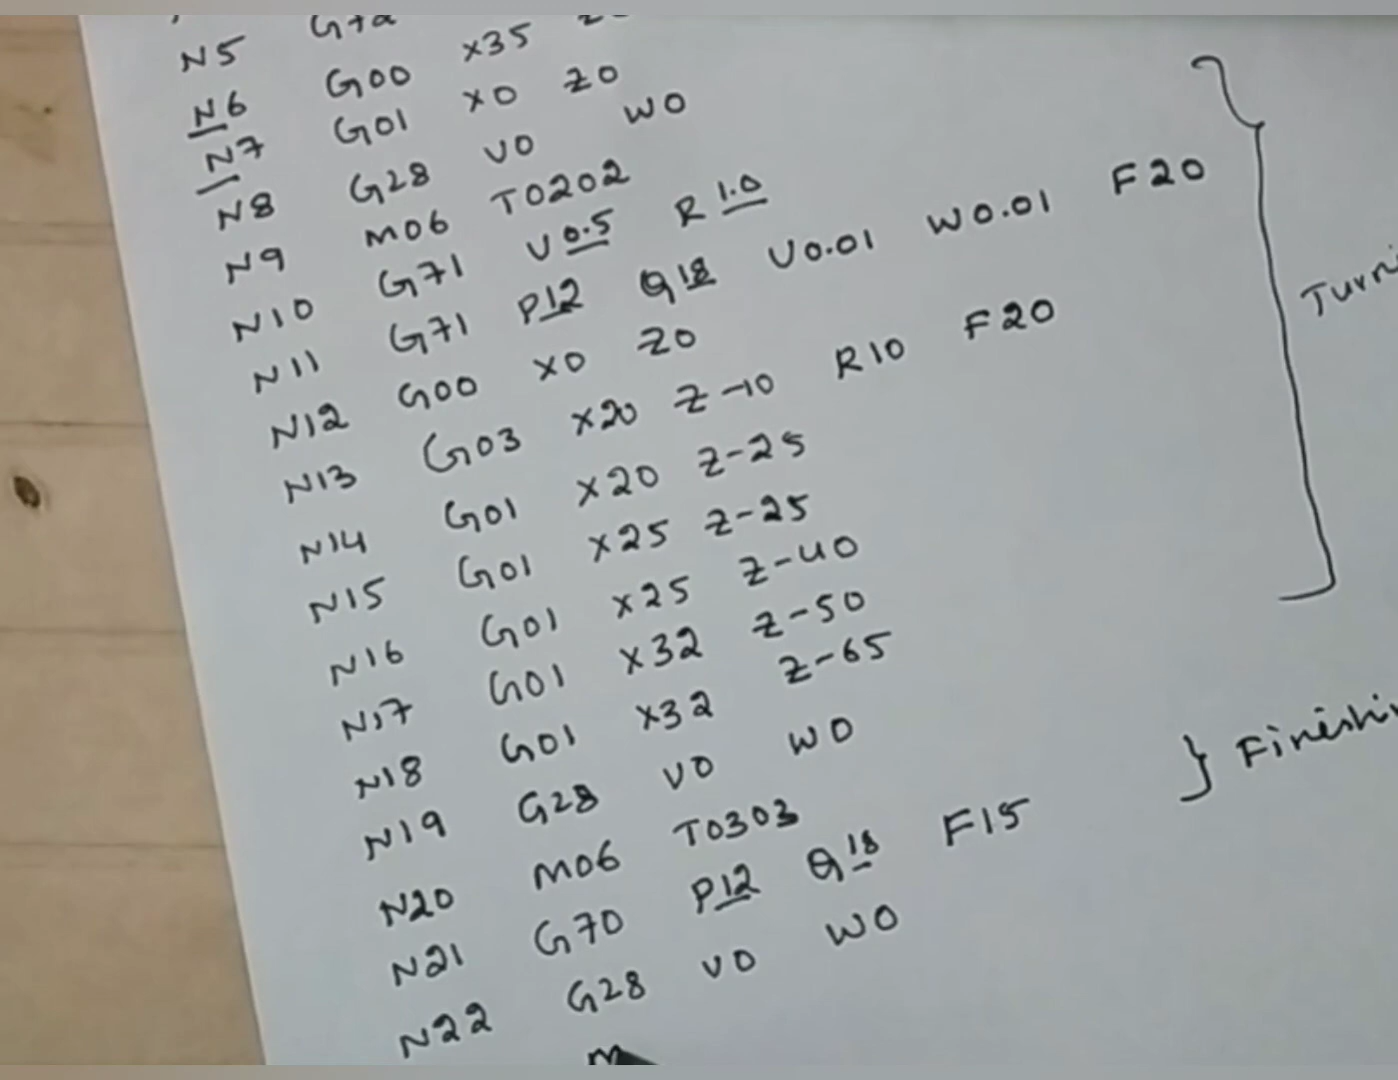 N5 G72
N6 G00 X35
N7 G01 X0 Z0
N8 G28 U0 W0
N9 M06 T0202
N10 G71 U0.5 R1.0
N11 G71 P12 Q18 U0.01 W0.01 F20
N12 G00 X0 Z0
N13 G03 X20 Z-10 R10 F20
N14 G01 X20 Z-25
N15 G01 X25 Z-25
N16 G01 X25 Z-40
N17 G01 X32 Z-50
N18 G01 X32 Z-65
N19 G28 U0 W0
N20 M06 T0303
N21 G70 P12 Q18 F15
N22 G28 U0 W0
M
Turni
Finishi